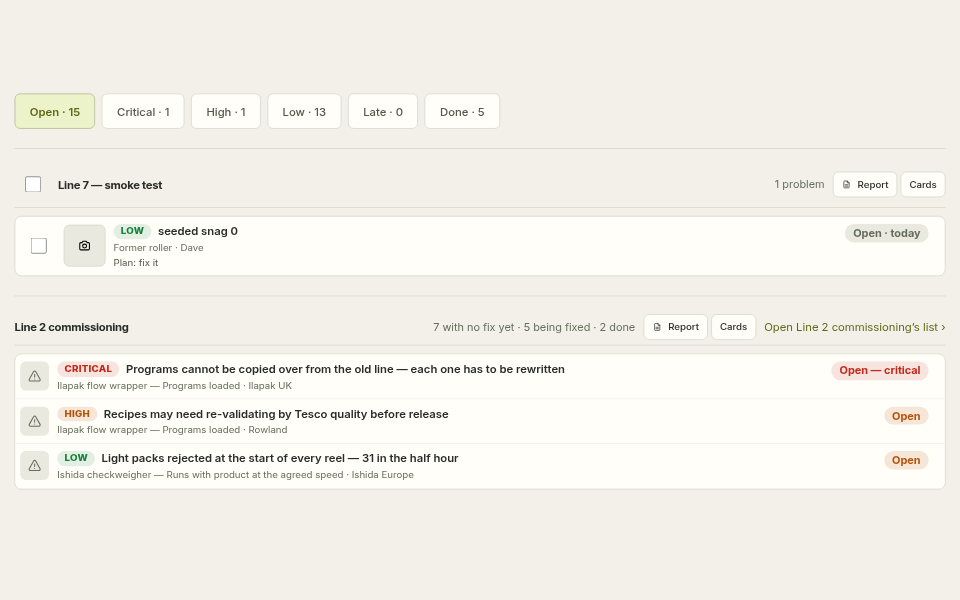 Open · 15
Critical · 1
High · 1
Low · 13
Late · 0
Done · 5
Line 7 — smoke test
1 problem
Report
Cards
LOW seeded snag 0
Open · today
Former roller · Dave
Plan: fix it
Line 2 commissioning
7 with no fix yet · 5 being fixed · 2 done
Report
Cards
Open Line 2 commissioning's list ›
CRITICAL Programs cannot be copied over from the old line — each one has to be rewritten
Open — critical
Ilapak flow wrapper — Programs loaded · Ilapak UK
HIGH Recipes may need re-validating by Tesco quality before release
Open
Ilapak flow wrapper — Programs loaded · Rowland
LOW Light packs rejected at the start of every reel — 31 in the half hour
Open
Ishida checkweigher — Runs with product at the agreed speed · Ishida Europe